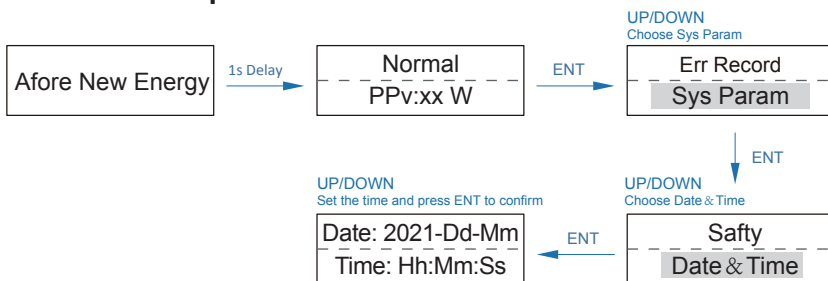 Afore New Energy
1s Delay
Normal
PPv:xx W
ENT
UP/DOWN
Choose Sys Param
Err Record
Sys Param
ENT
UP/DOWN
Choose Date & Time
Safty
Date & Time
ENT
UP/DOWN
Set the time and press ENT to confirm
Date: 2021-Dd-Mm
Time: Hh:Mm:Ss